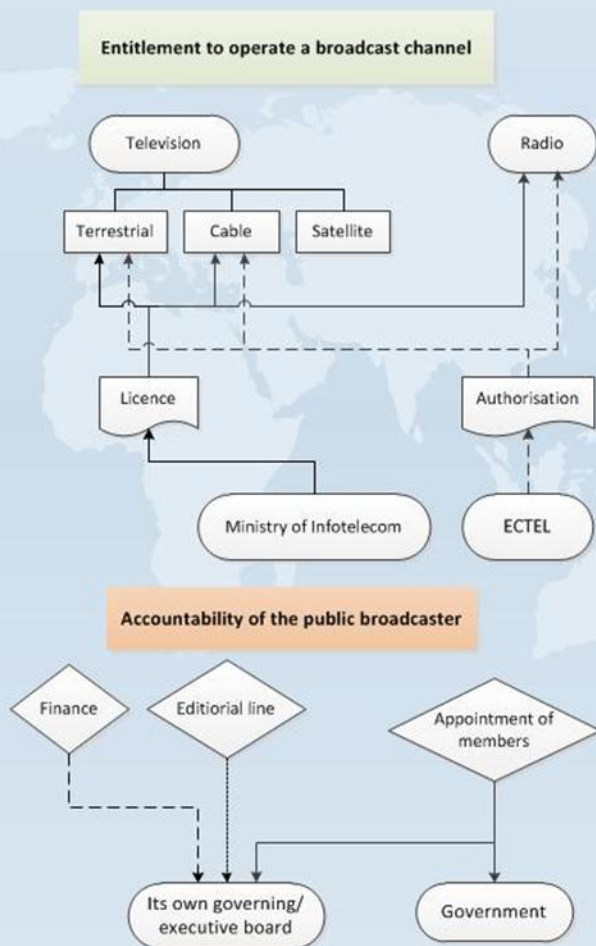 Entitlement to operate a broadcast channel
Television
Radio
Terrestrial
Cable
Satellite
Licence
Authorisation
Ministry of Infotelecom
ECTEL
Accountability of the public broadcaster
Finance
Editiorial line
Appointment of
members
Its own governing/
executive board
Government